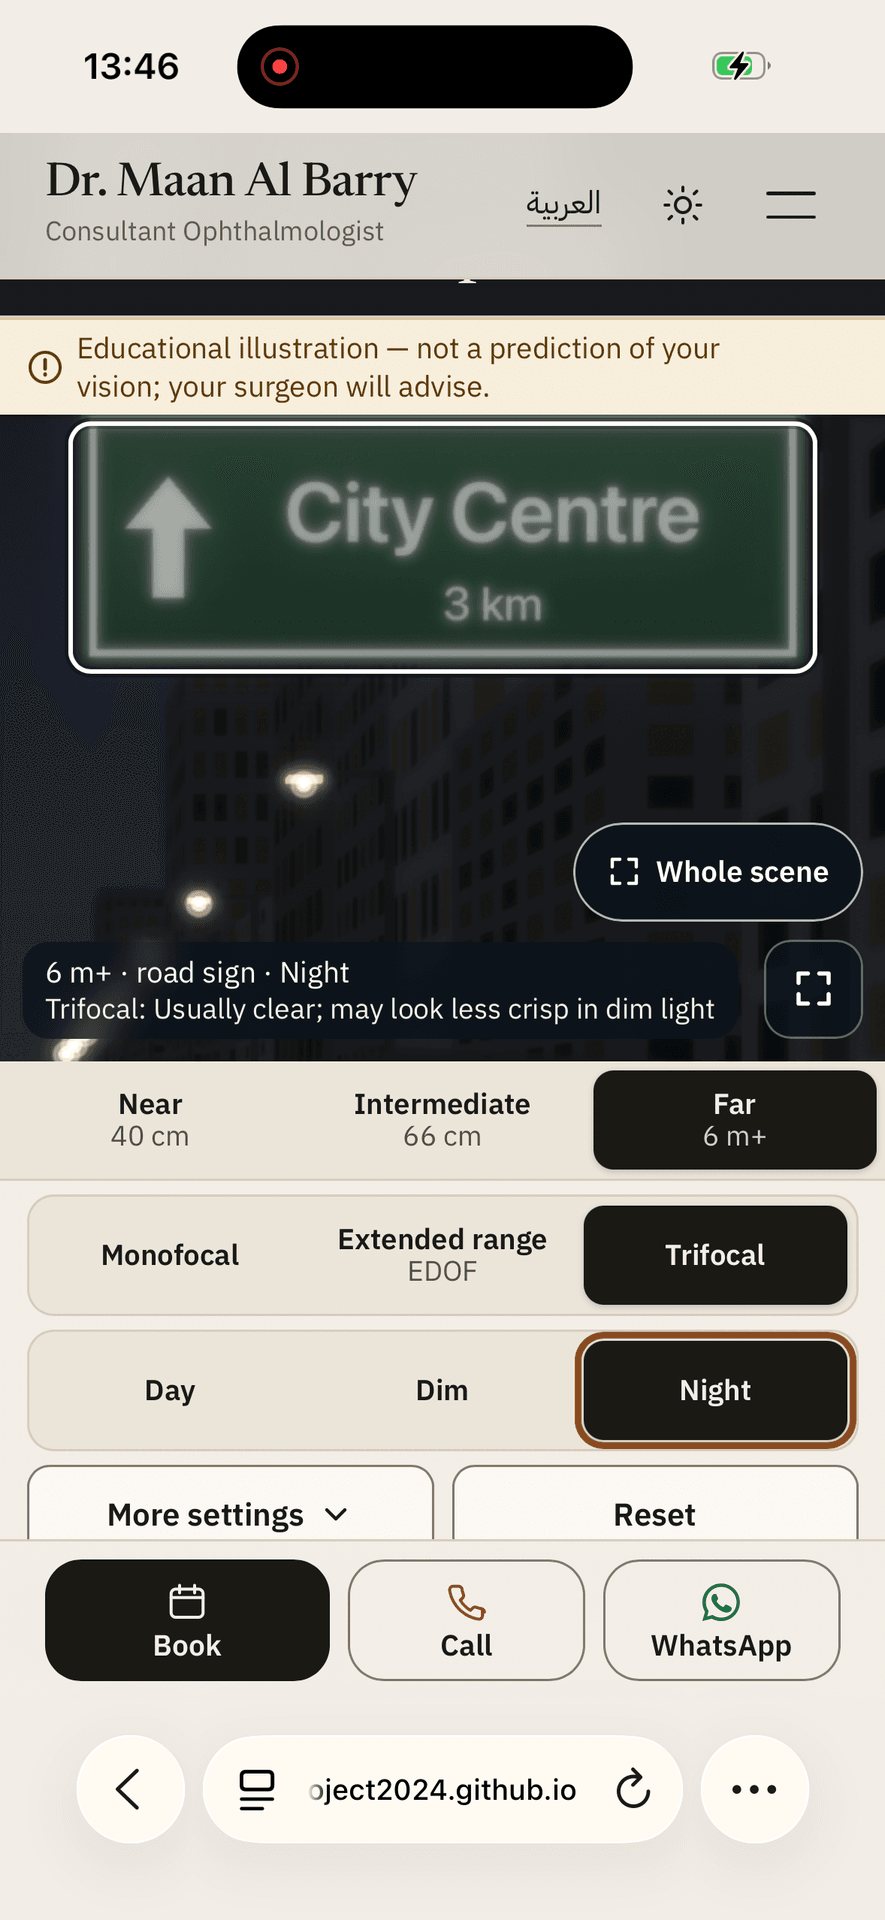 13:46
Dr. Maan Al Barry
Consultant Ophthalmologist
العربية
Educational illustration — not a prediction of your
vision; your surgeon will advise.
City Centre
3 km
Whole scene
6 m+ · road sign · Night
Trifocal: Usually clear; may look less crisp in dim light
Near
40 cm
Intermediate
66 cm
Far
6 m+
Monofocal
Extended range
EDOF
Trifocal
Day
Dim
Night
More settings
Reset
Book
Call
WhatsApp
oject2024.github.io